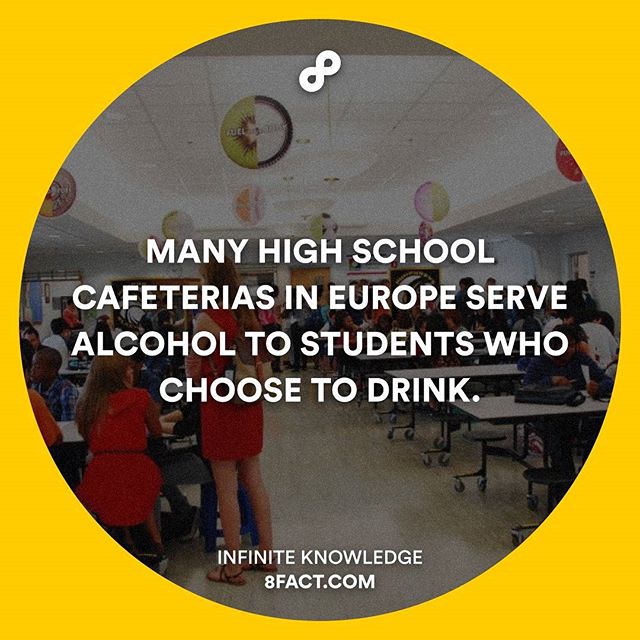 MANY HIGH SCHOOL
CAFETERIAS IN EUROPE SERVE
ALCOHOL TO STUDENTS WHO
CHOOSE TO DRINK.
INFINITE KNOWLEDGE
8FACT.COM